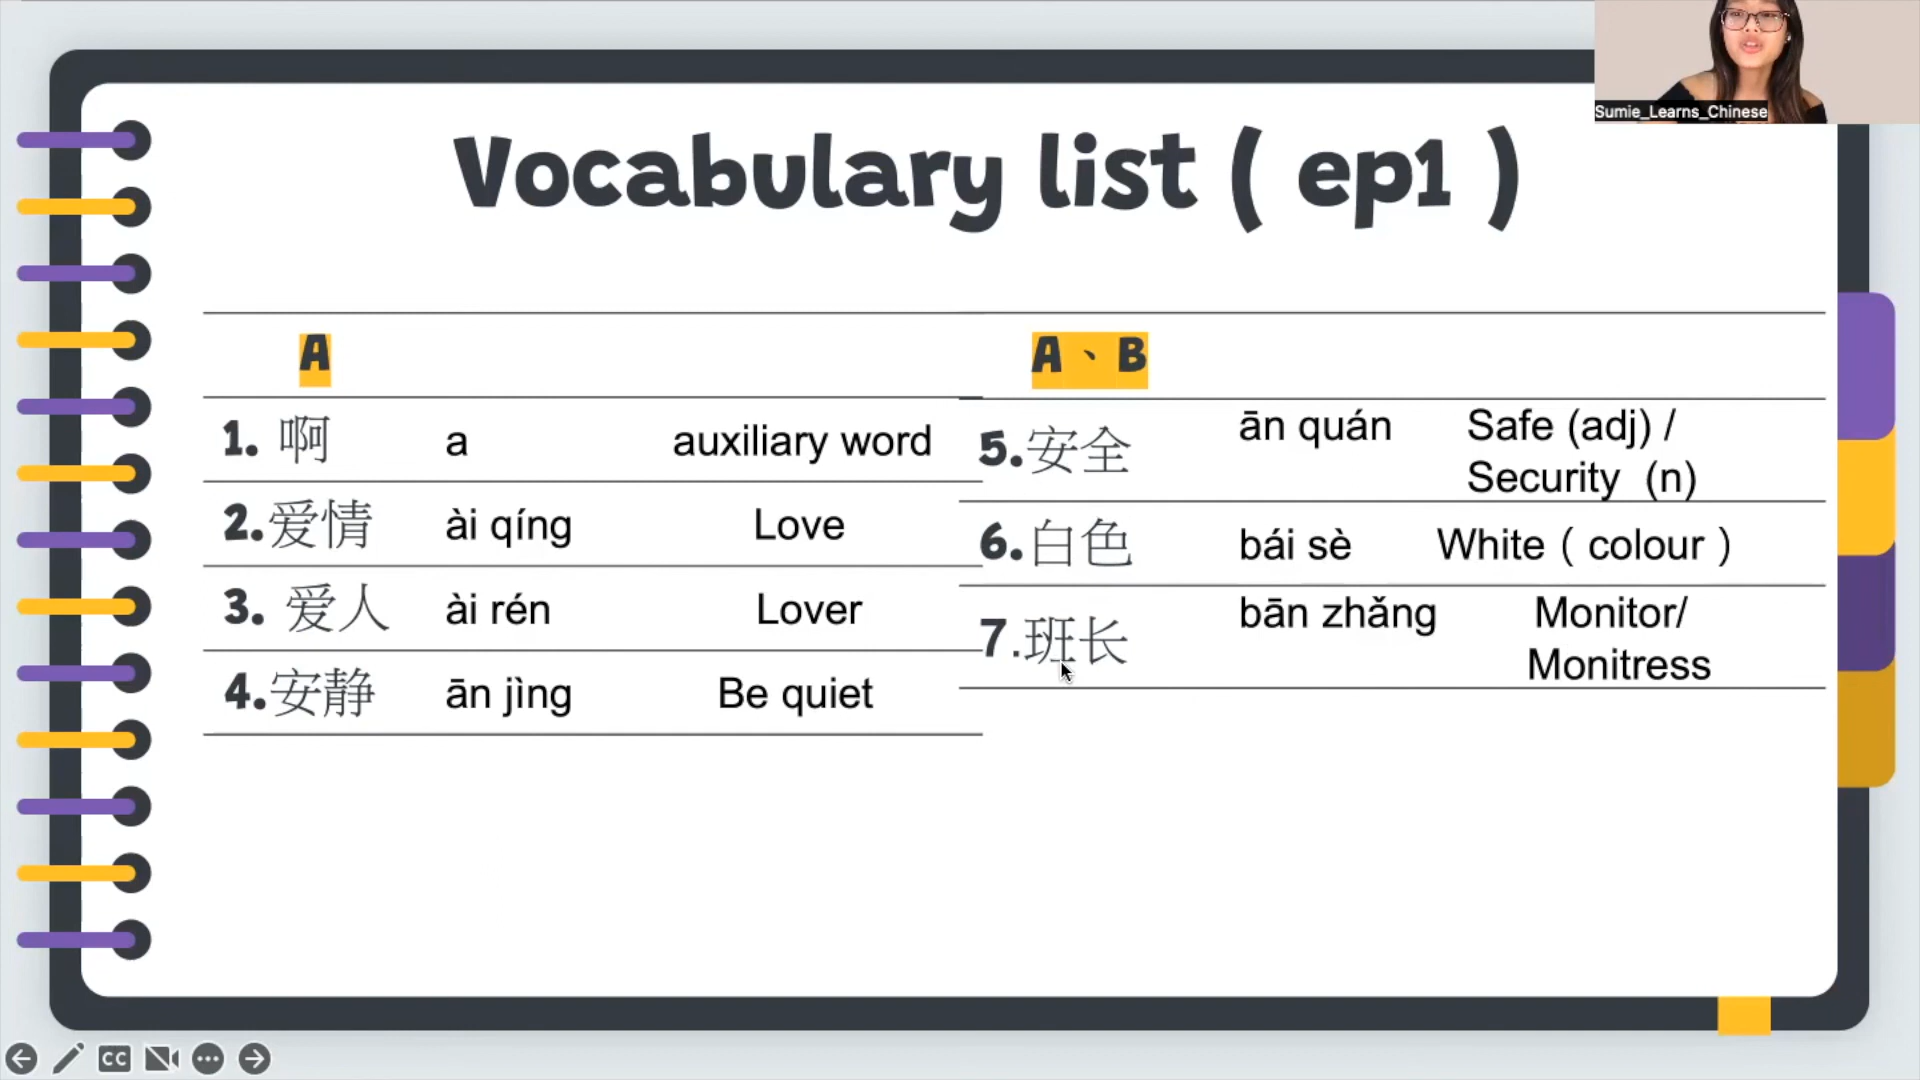 Sumie_Learns_Chinese
Vocabulary list ( ep1 )
A
1. 啊 a auxiliary word
2.爱情 ài qíng Love
3. 爱人 ài rén Lover
4.安静 ān jìng Be quiet
A、B
5.安全 ān quán Safe (adj) /
Security (n)
6.白色 bái sè White ( colour )
7.班长 bān zhǎng Monitor/
Monitress
CC